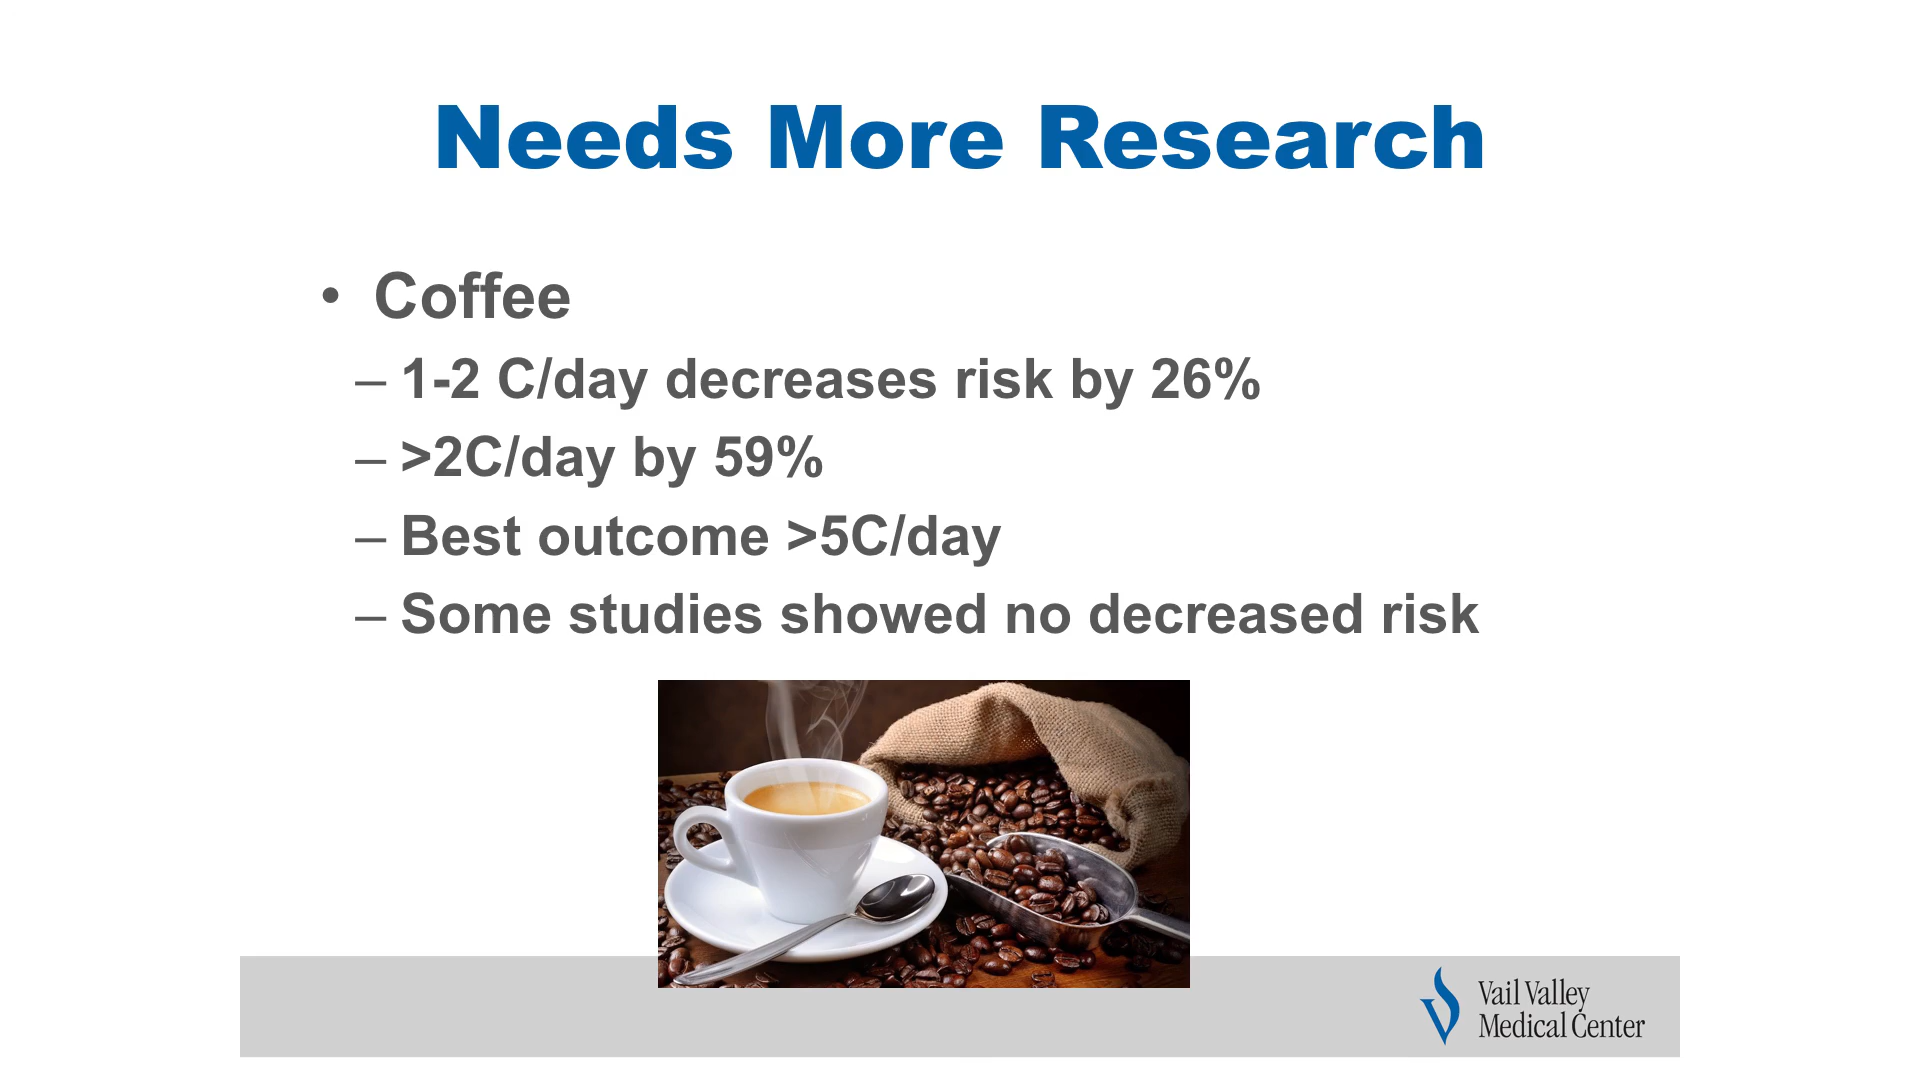 Needs More Research
• Coffee
– 1-2 C/day decreases risk by 26%
– >2C/day by 59%
– Best outcome >5C/day
– Some studies showed no decreased risk
Vail Valley
Medical Center